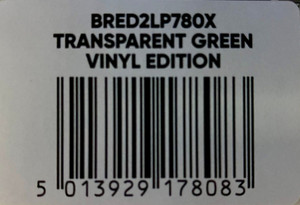 BRED2LP780X
TRANSPARENT GREEN
VINYL EDITION
5 013929 178083